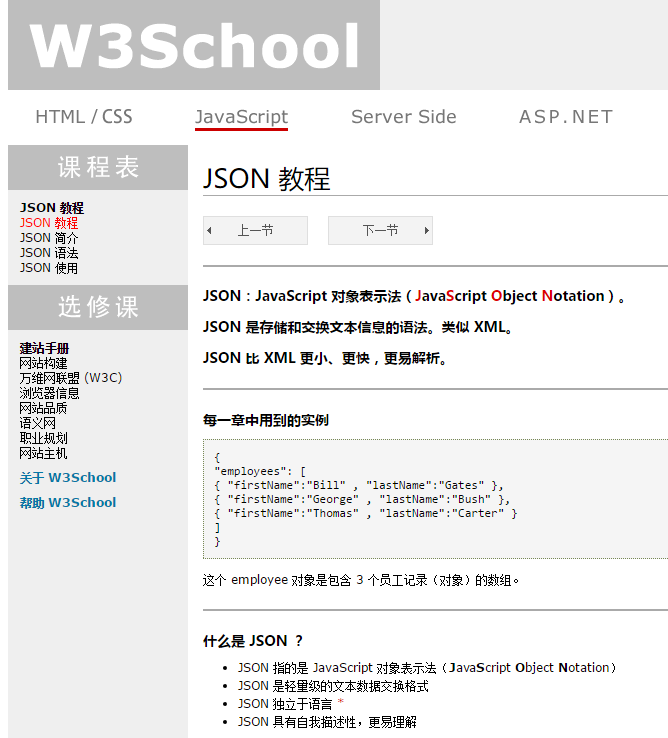 W3School
HTML / CSS
JavaScript
Server Side
ASP.NET
课程表
JSON 教程
JSON 教程
JSON 简介
JSON 语法
JSON 使用
选修课
建站手册
网站构建
万维网联盟 (W3C)
浏览器信息
网站品质
语义网
职业规划
网站主机
关于 W3School
帮助 W3School
JSON 教程
上一节
下一节
JSON：JavaScript 对象表示法（JavaScript Object Notation）。
JSON 是存储和交换文本信息的语法。类似 XML。
JSON 比 XML 更小、更快，更易解析。
每一章中用到的实例
{
"employees": [
{ "firstName":"Bill" , "lastName":"Gates" },
{ "firstName":"George" , "lastName":"Bush" },
{ "firstName":"Thomas" , "lastName":"Carter" }
]
}
这个 employee 对象是包含 3 个员工记录（对象）的数组。
什么是 JSON ？
JSON 指的是 JavaScript 对象表示法（JavaScript Object Notation）
JSON 是轻量级的文本数据交换格式
JSON 独立于语言 *
JSON 具有自我描述性，更易理解